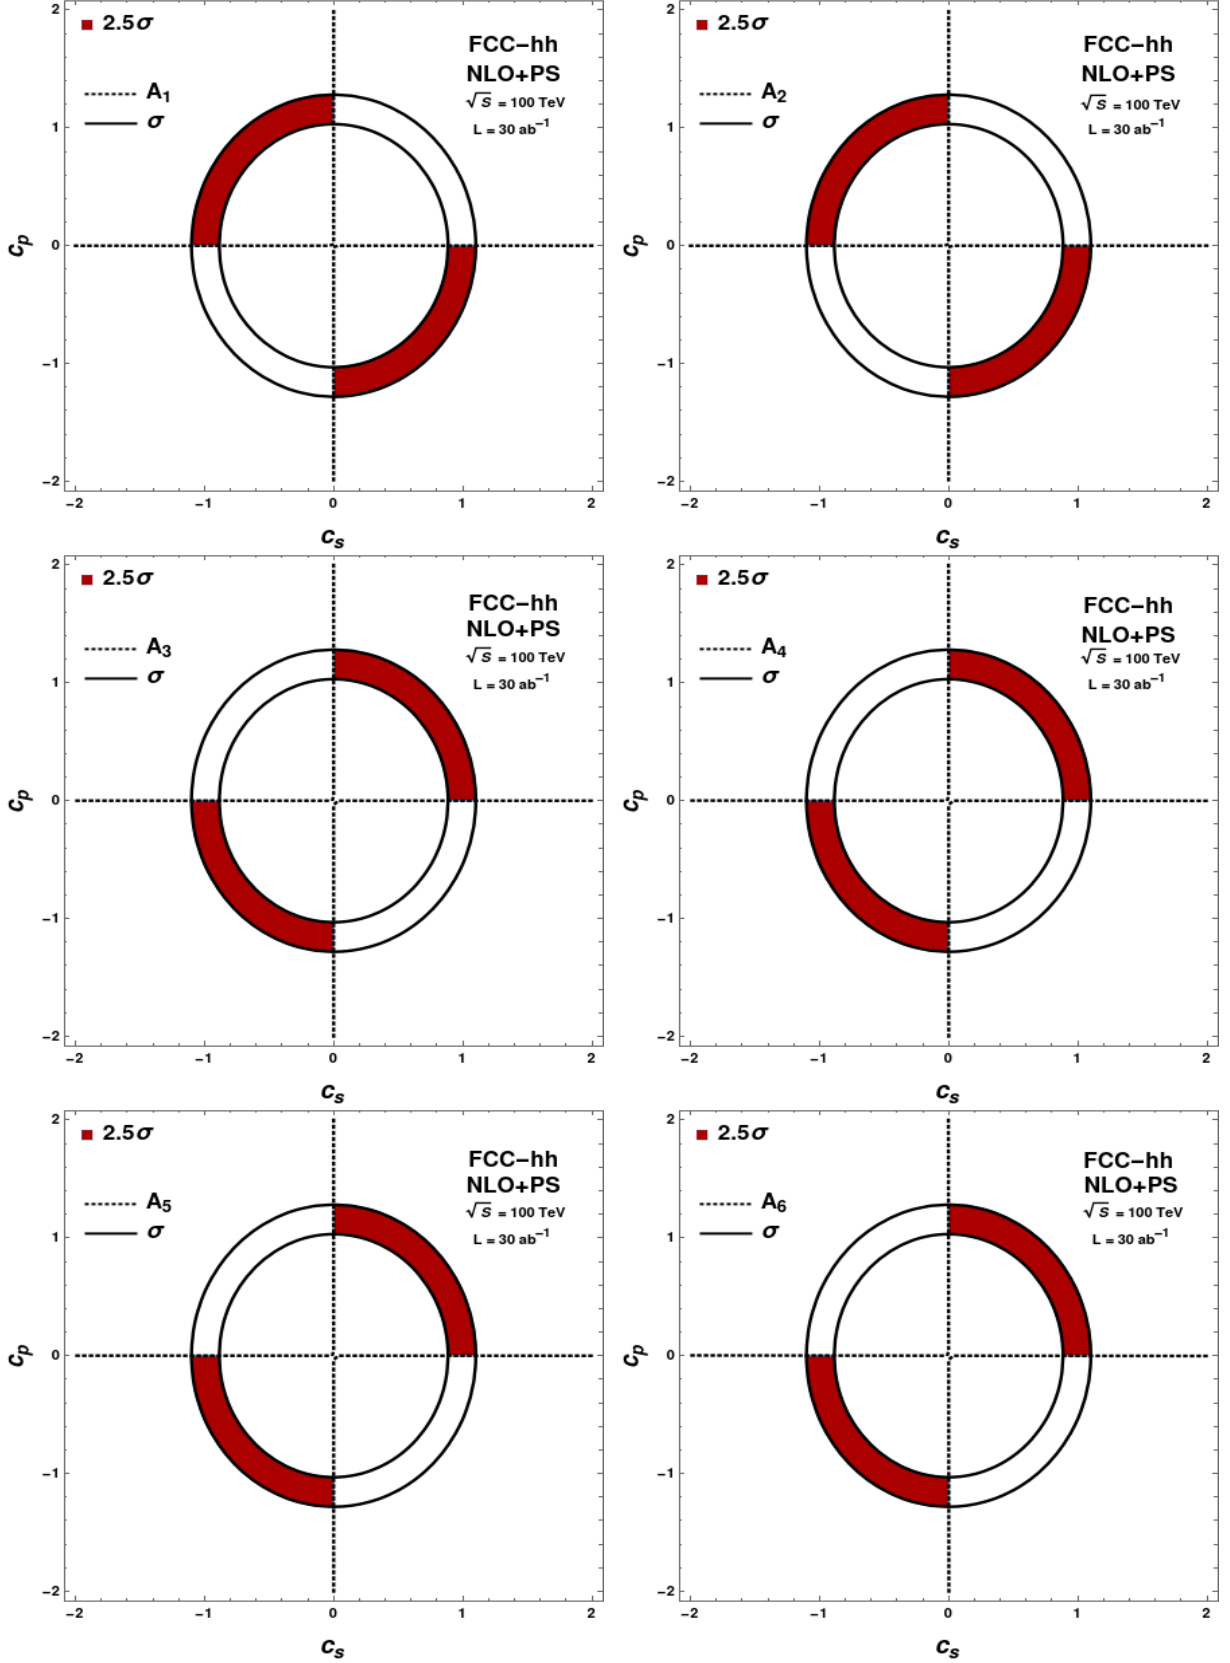 2.5σ
A₁
σ
FCC−hh
NLO+PS
√s = 100 TeV
L = 30 ab⁻¹
2
1
0
−1
−2
cₚ
−2 −1 0 1 2
cₛ
2.5σ
A₂
σ
FCC−hh
NLO+PS
√s = 100 TeV
L = 30 ab⁻¹
2
1
0
−1
−2
cₚ
−2 −1 0 1 2
cₛ
2.5σ
A₃
σ
FCC−hh
NLO+PS
√s = 100 TeV
L = 30 ab⁻¹
2
1
0
−1
−2
cₚ
−2 −1 0 1 2
cₛ
2.5σ
A₄
σ
FCC−hh
NLO+PS
√s = 100 TeV
L = 30 ab⁻¹
2
1
0
−1
−2
cₚ
−2 −1 0 1 2
cₛ
2.5σ
A₅
σ
FCC−hh
NLO+PS
√s = 100 TeV
L = 30 ab⁻¹
2
1
0
−1
−2
cₚ
−2 −1 0 1 2
cₛ
2.5σ
A₆
σ
FCC−hh
NLO+PS
√s = 100 TeV
L = 30 ab⁻¹
2
1
0
−1
−2
cₚ
−2 −1 0 1 2
cₛ